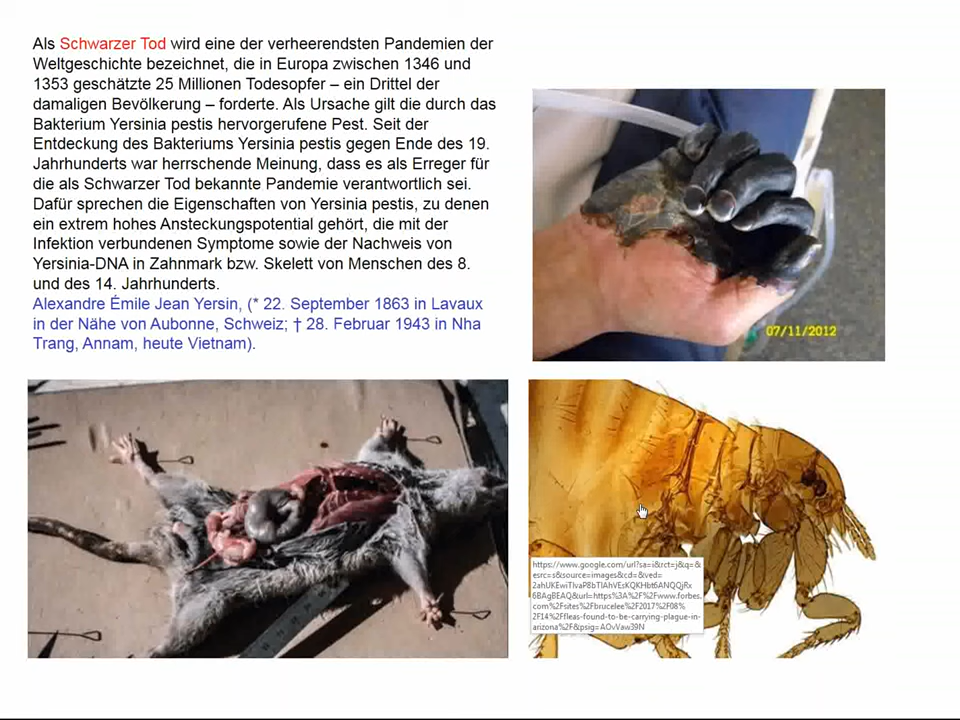 Als Schwarzer Tod wird eine der verheerendsten Pandemien der
Weltgeschichte bezeichnet, die in Europa zwischen 1346 und
1353 geschätzte 25 Millionen Todesopfer – ein Drittel der
damaligen Bevölkerung – forderte. Als Ursache gilt die durch das
Bakterium Yersinia pestis hervorgerufene Pest. Seit der
Entdeckung des Bakteriums Yersinia pestis gegen Ende des 19.
Jahrhunderts war herrschende Meinung, dass es als Erreger für
die als Schwarzer Tod bekannte Pandemie verantwortlich sei.
Dafür sprechen die Eigenschaften von Yersinia pestis, zu denen
ein extrem hohes Ansteckungspotential gehört, die mit der
Infektion verbundenen Symptome sowie der Nachweis von
Yersinia-DNA in Zahnmark bzw. Skelett von Menschen des 8.
und des 14. Jahrhunderts.
Alexandre Émile Jean Yersin, (* 22. September 1863 in Lavaux
in der Nähe von Aubonne, Schweiz; † 28. Februar 1943 in Nha
Trang, Annam, heute Vietnam).
07/11/2012
https://www.google.com/url?sa=i&rct=j&q=&
esrc=s&source=images&cd=&ved=
2ahUKEwiTlvaP8bTlAhVEsKQKHbt6ANQQjRx
6BAgBEAQ&url=https%3A%2F%2Fwww.forbes.
com%2Fsites%2Fbrucelee%2F2017%2F08%
2F14%2Ffleas-found-to-be-carrying-plague-in-
arizona%2F&psig=AOvVaw39N